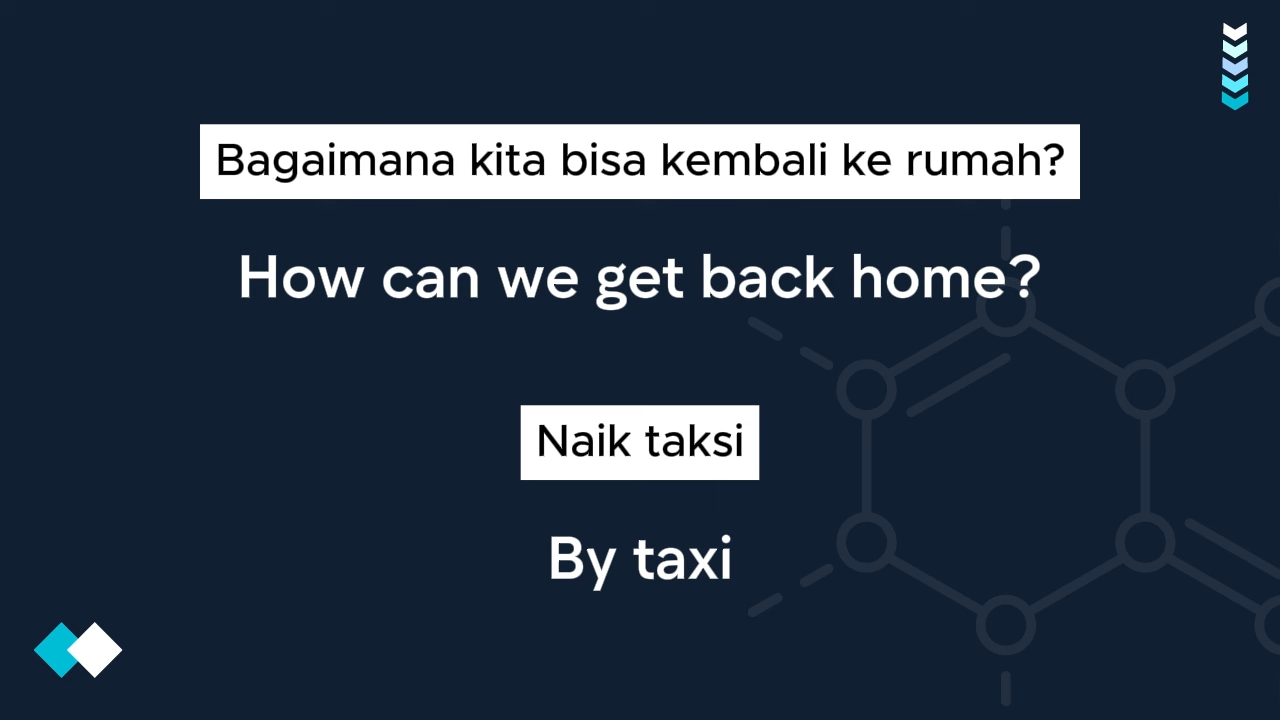 Bagaimana kita bisa kembali ke rumah?
How can we get back home?
Naik taksi
By taxi